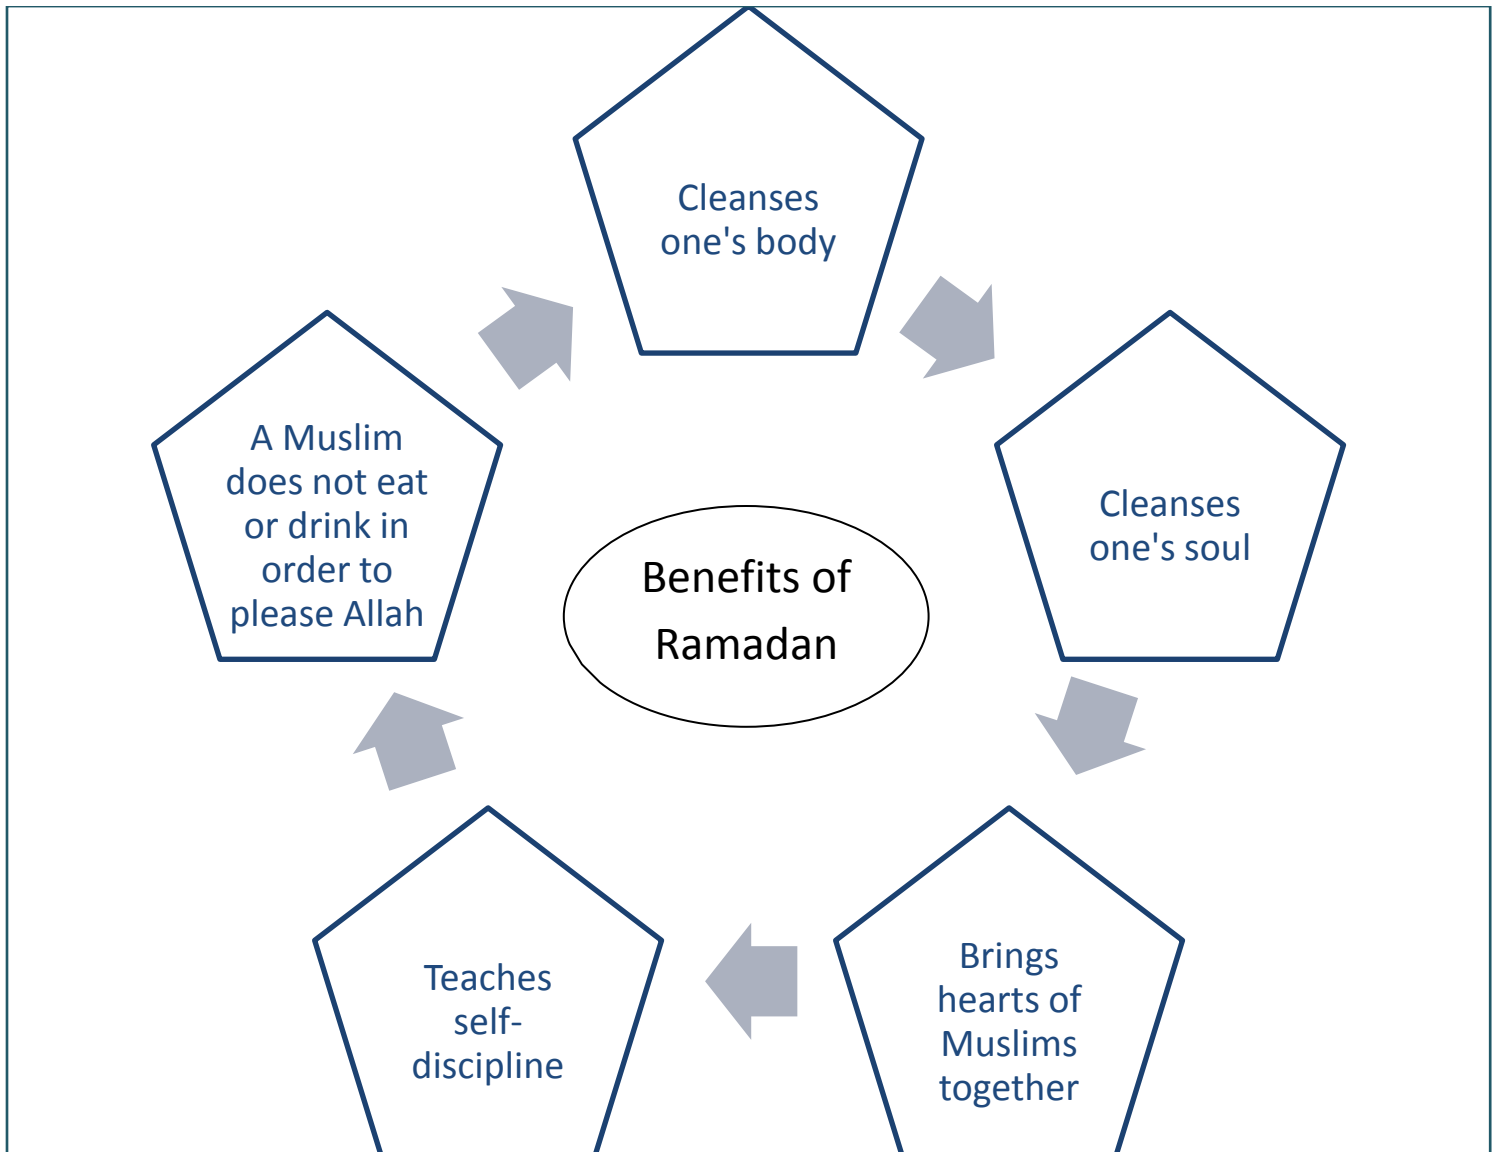 Cleanses
one's body
Cleanses
one's soul
Brings
hearts of
Muslims
together
Teaches
self-
discipline
A Muslim
does not eat
or drink in
order to
please Allah
Benefits of
Ramadan